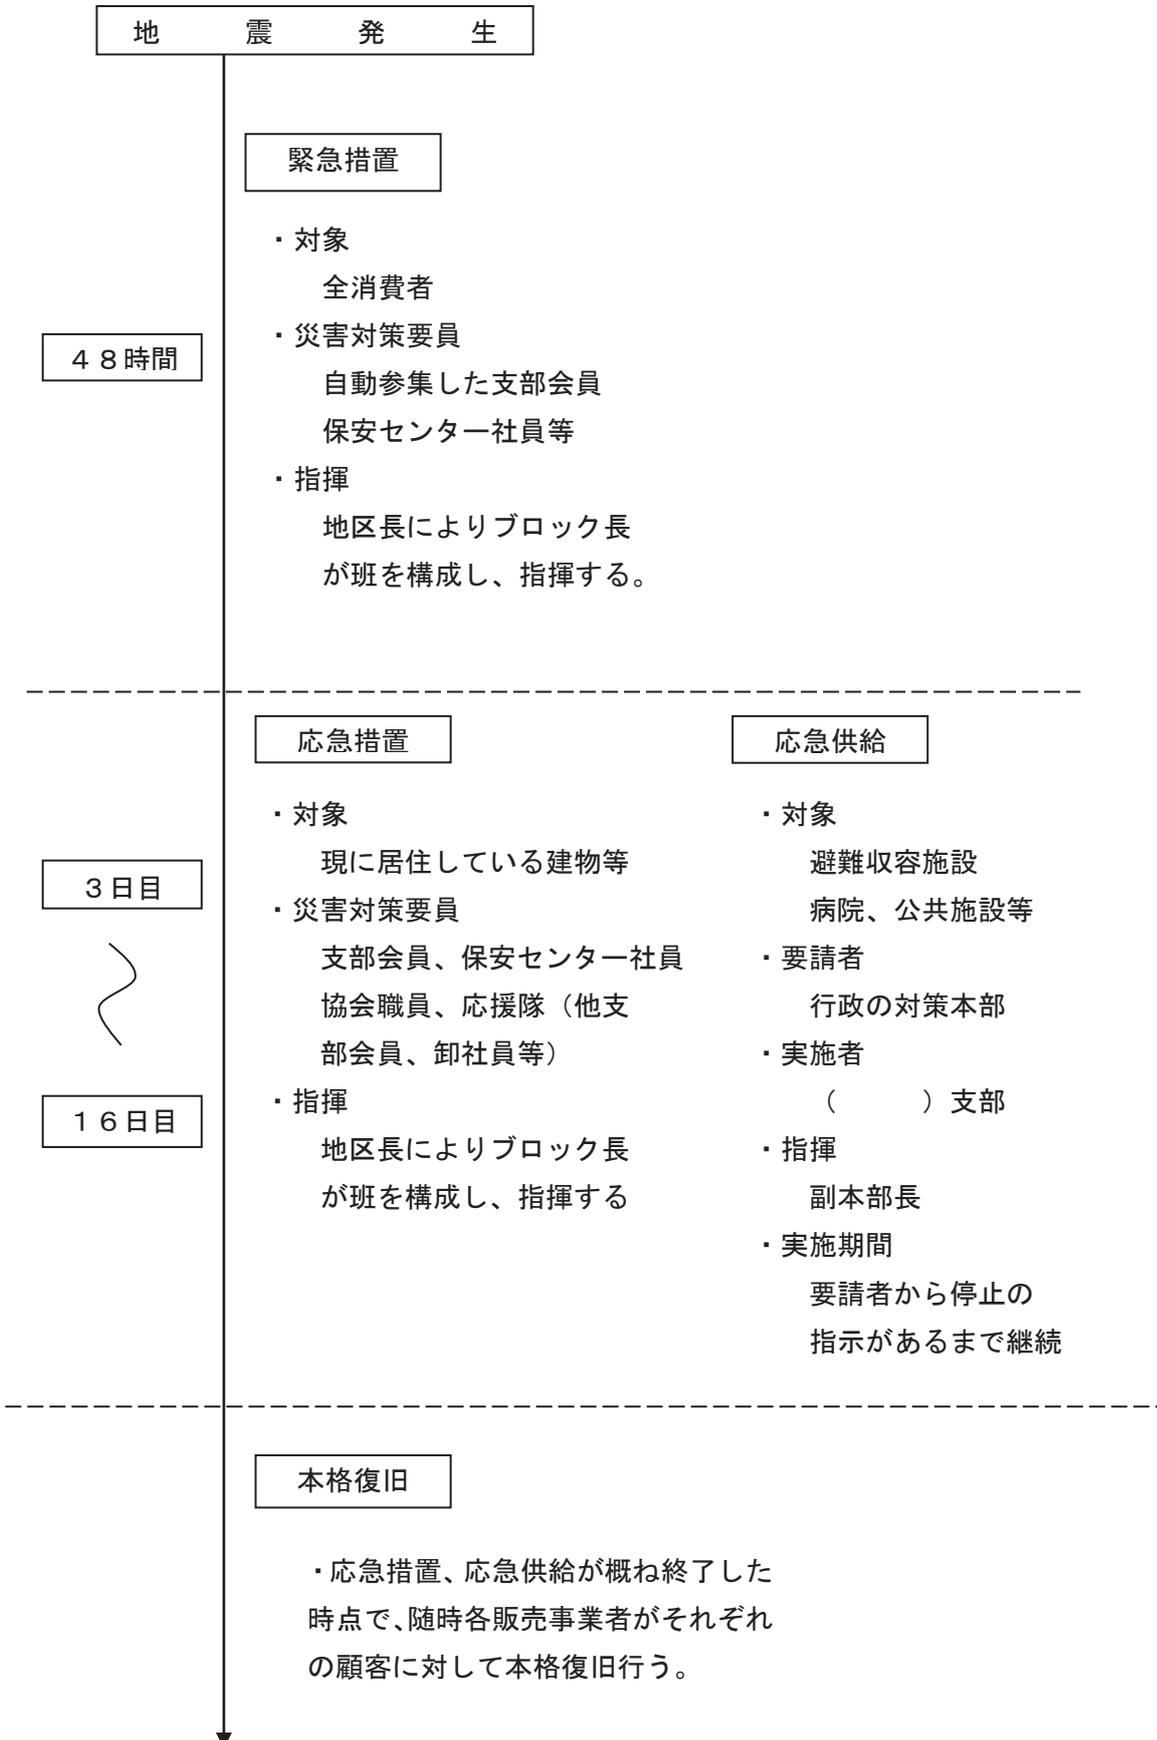 地　震　発　生
緊急措置
・対象
全消費者
・災害対策要員
自動参集した支部会員
保安センター社員等
・指揮
地区長によりブロック長
が班を構成し、指揮する。
４８時間
応急措置
・対象
現に居住している建物等
・災害対策要員
支部会員、保安センター社員
協会職員、応援隊（他支
部会員、卸社員等）
・指揮
地区長によりブロック長
が班を構成し、指揮する
応急供給
・対象
避難収容施設
病院、公共施設等
・要請者
行政の対策本部
・実施者
（　　　）支部
・指揮
副本部長
・実施期間
要請者から停止の
指示があるまで継続
３日目
１６日目
本格復旧
・応急措置、応急供給が概ね終了した
時点で、随時各販売事業者がそれぞれ
の顧客に対して本格復旧行う。